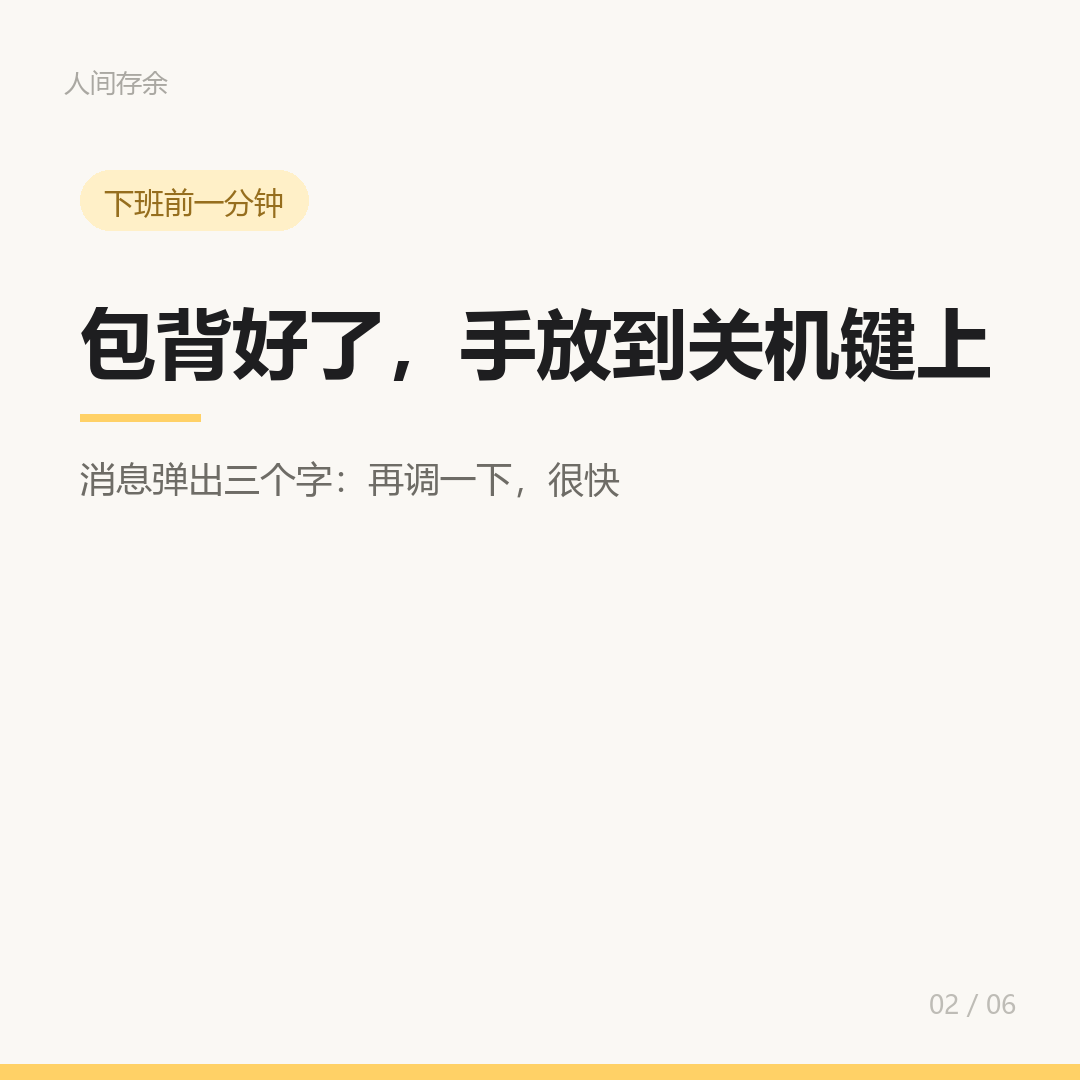 人间存余
下班前一分钟
包背好了，手放到关机键上
消息弹出三个字：再调一下，很快
02 / 06